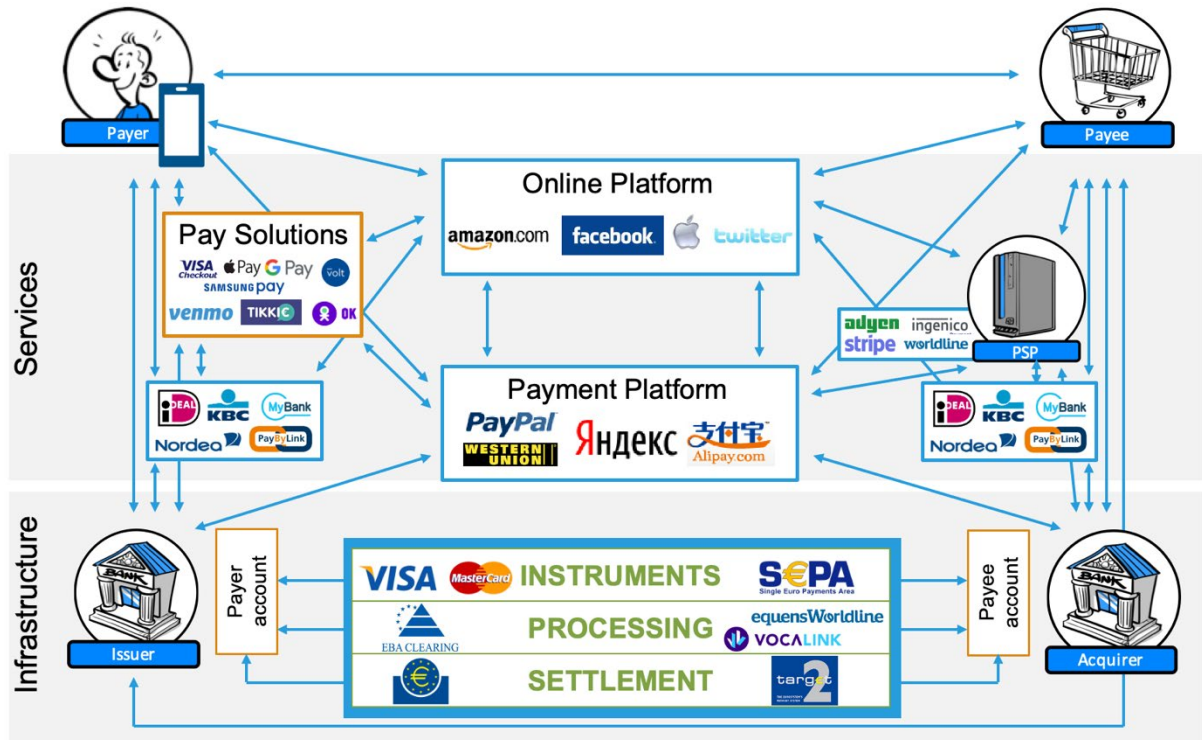 Payer
Payee
Services
Online Platform
amazon.com
facebook.
twitter
Pay Solutions
VISA
Checkout
Pay
G Pay
volt
SAMSUNG pay
venmo
TIKKIE
OK
adyen
ingenico
stripe
worldline
PSP
iDEAL
KBC
MyBank
Nordea
PayByLink
Payment Platform
PayPal
WESTERN
UNION
Яндекс
支付宝
Alipay.com
iDEAL
KBC
MyBank
Nordea
PayByLink
Infrastructure
BANK
Issuer
Payer
account
VISA
MasterCard
INSTRUMENTS
S€PA
Single Euro Payments Area
EBA CLEARING
PROCESSING
equensWorldline
VOCALINK
€
SETTLEMENT
target
2
Payee
account
BANK
Acquirer